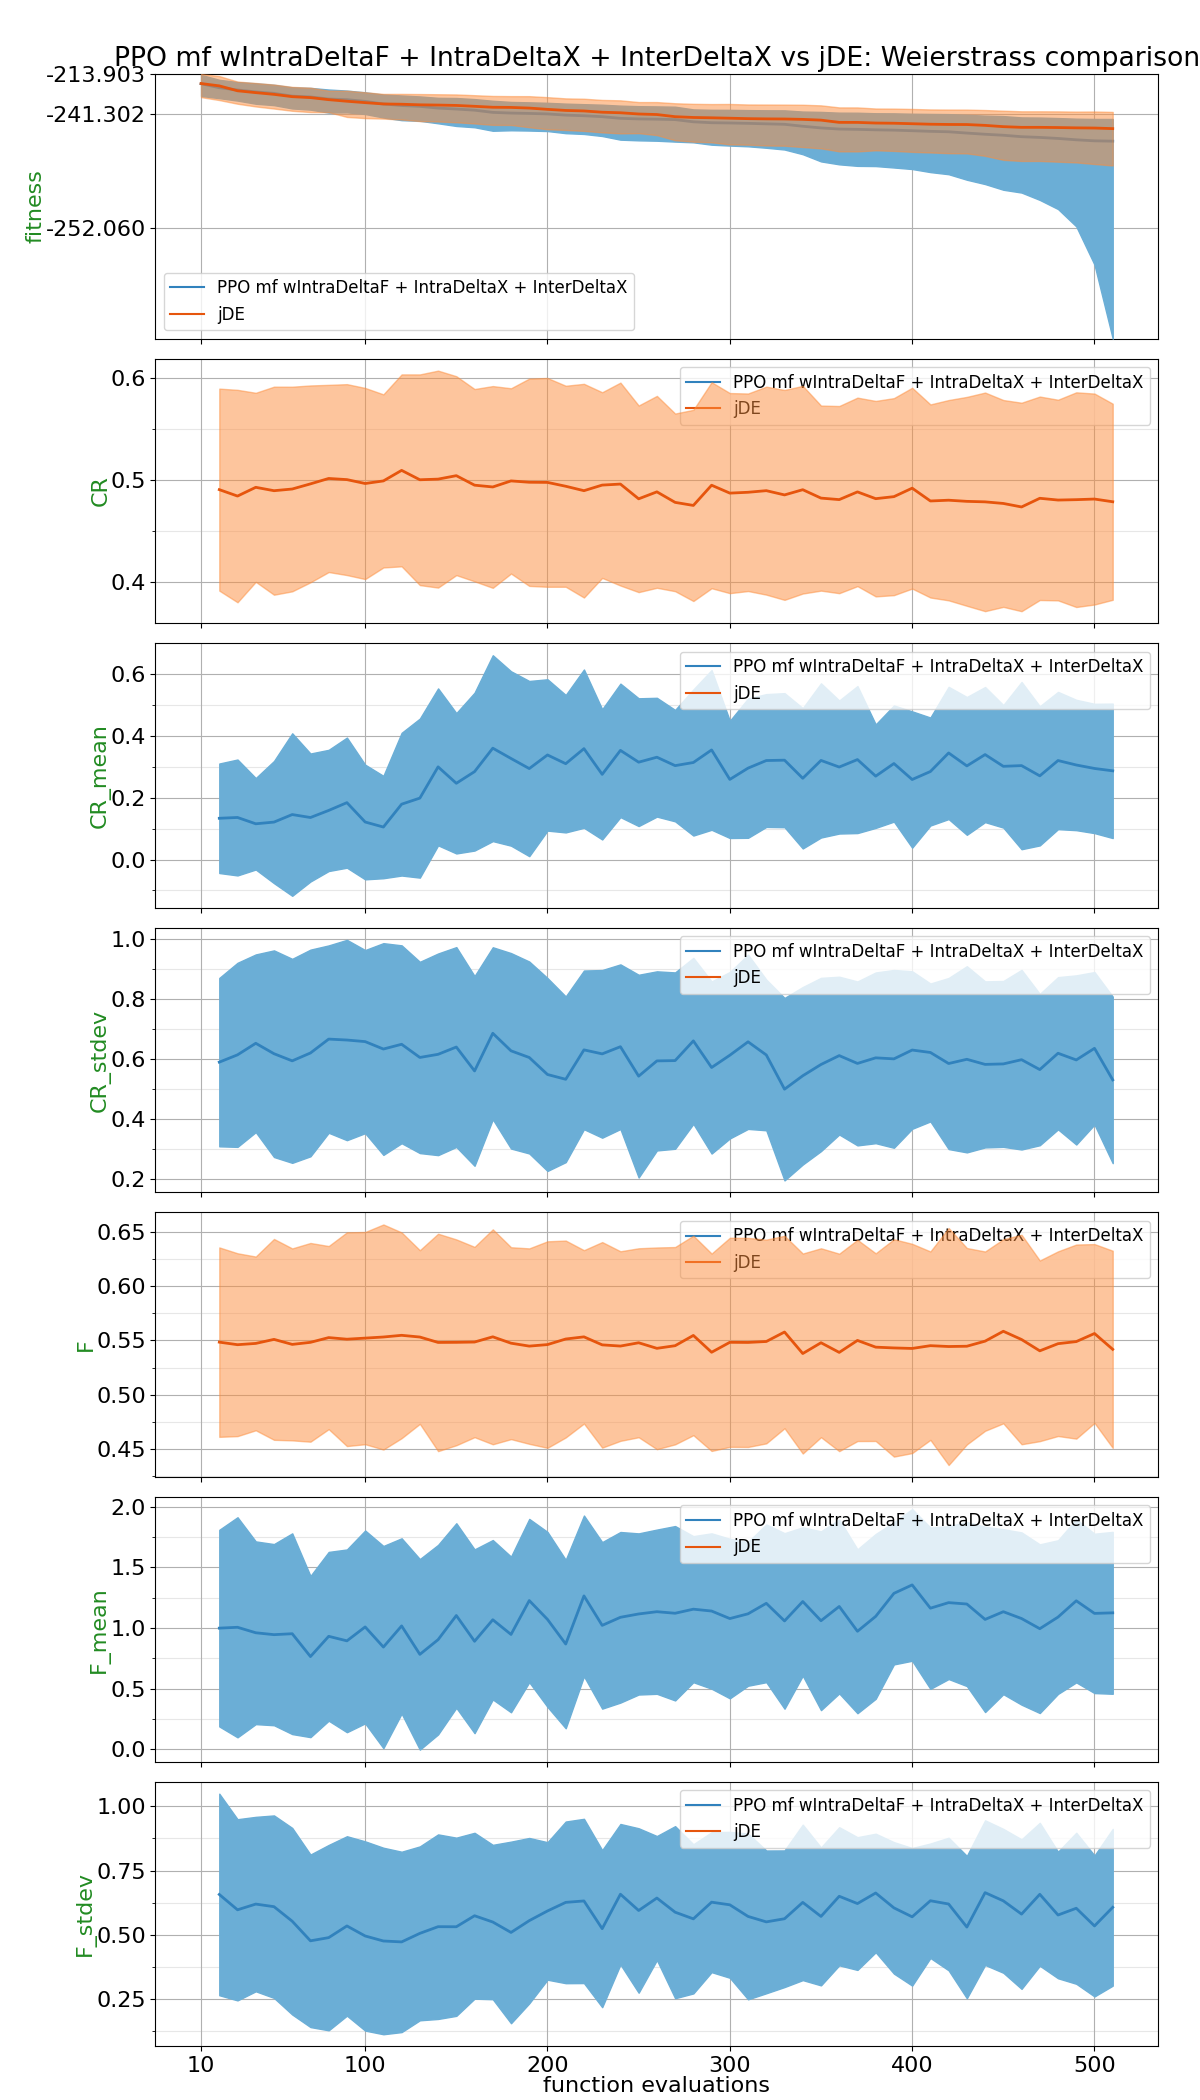 PPO mf wIntraDeltaF + IntraDeltaX + InterDeltaX vs jDE: Weierstrass comparison
-213.903
-241.302
-252.060
fitness
PPO mf wIntraDeltaF + IntraDeltaX + InterDeltaX
jDE
0.6
0.5
0.4
CR
PPO mf wIntraDeltaF + IntraDeltaX + InterDeltaX
jDE
0.6
0.4
0.2
0.0
CR_mean
PPO mf wIntraDeltaF + IntraDeltaX + InterDeltaX
jDE
1.0
0.8
0.6
0.4
0.2
CR_stdev
PPO mf wIntraDeltaF + IntraDeltaX + InterDeltaX
jDE
0.65
0.60
0.55
0.50
0.45
F
PPO mf wIntraDeltaF + IntraDeltaX + InterDeltaX
jDE
2.0
1.5
1.0
0.5
0.0
F_mean
PPO mf wIntraDeltaF + IntraDeltaX + InterDeltaX
jDE
1.00
0.75
0.50
0.25
F_stdev
PPO mf wIntraDeltaF + IntraDeltaX + InterDeltaX
jDE
10 100 200 300 400 500
function evaluations